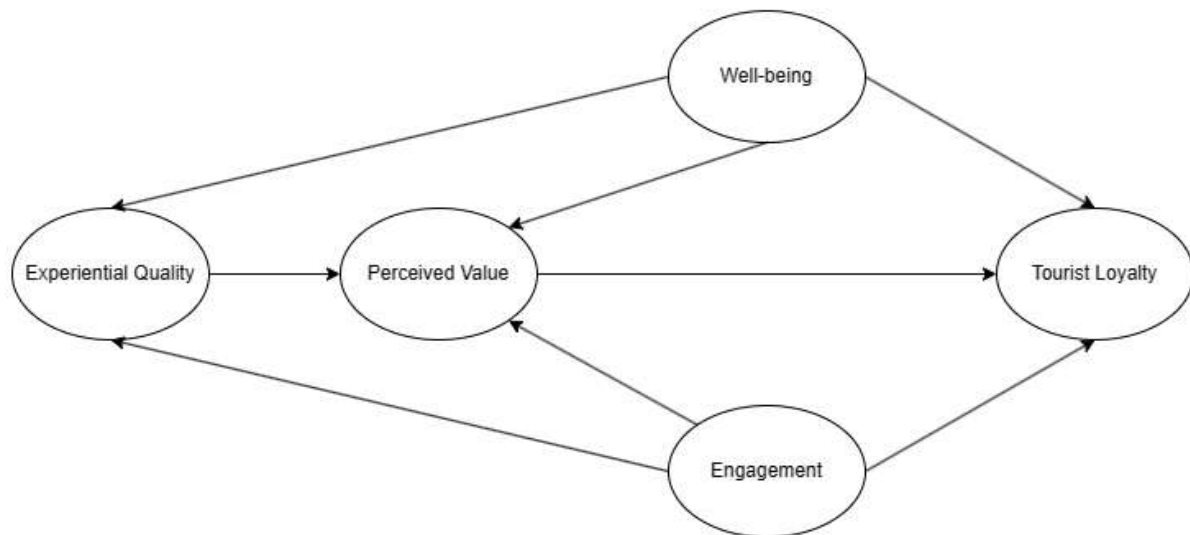 Well-being
Experiential Quality
Perceived Value
Tourist Loyalty
Engagement